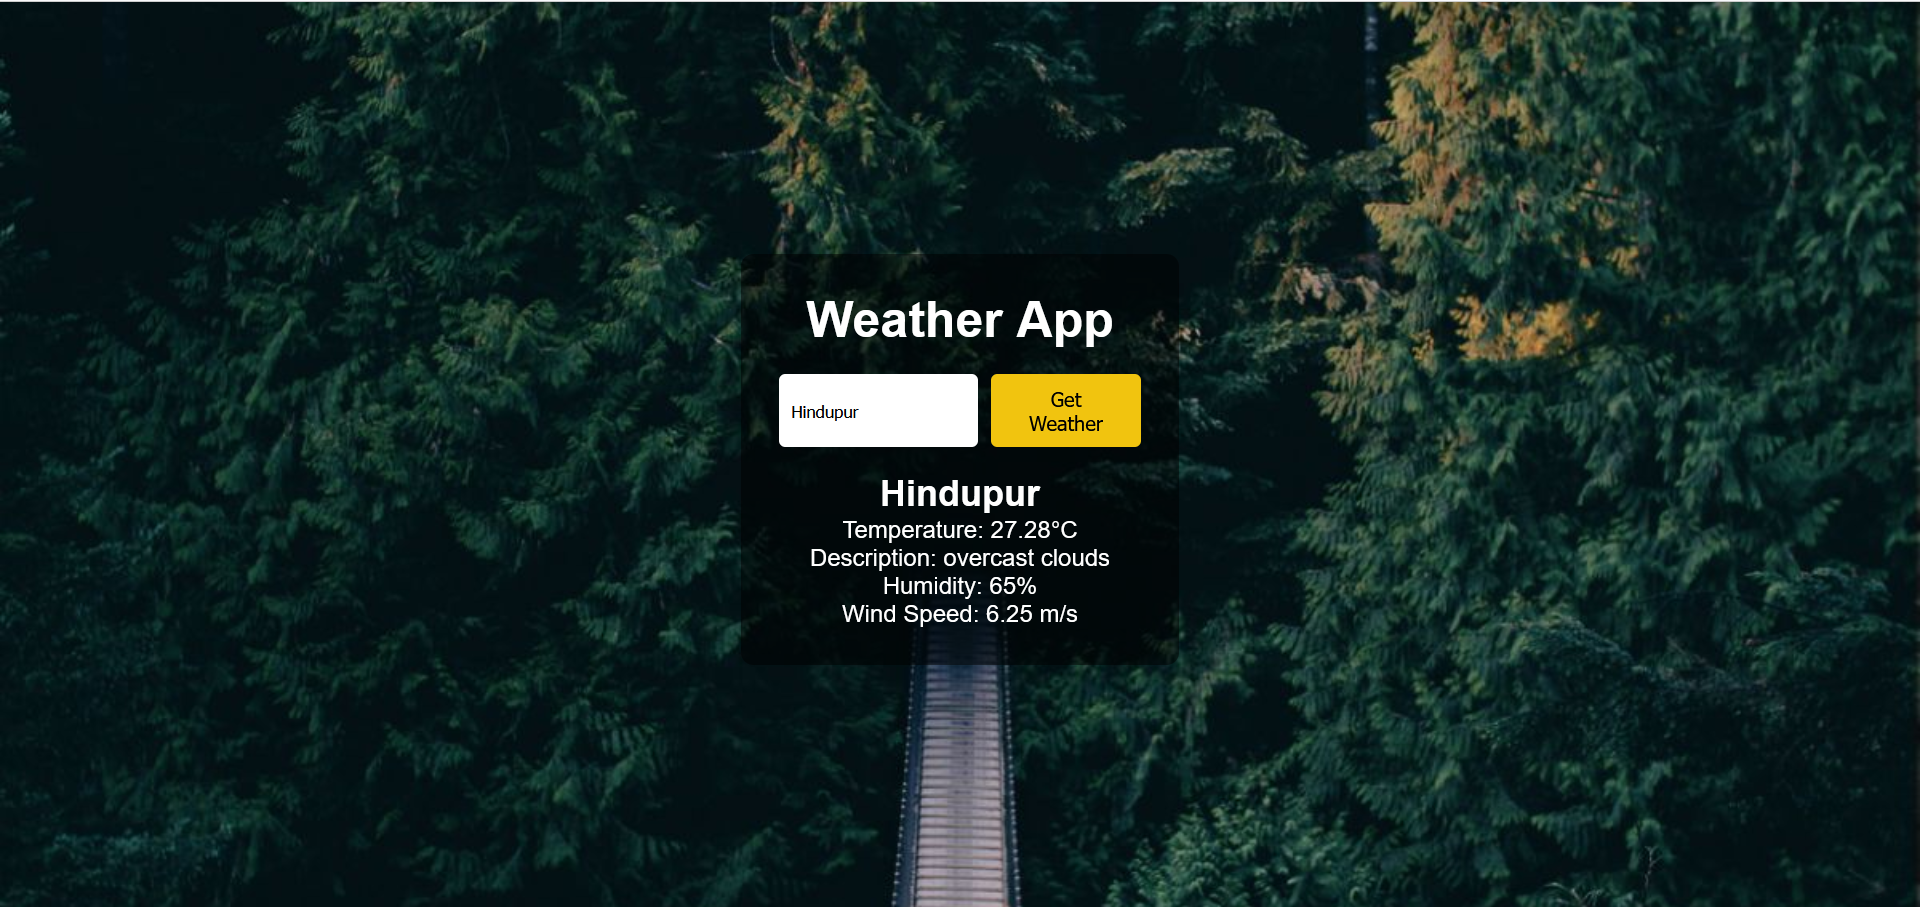 Weather App
Hindupur
Get
Weather
Hindupur
Temperature: 27.28°C
Description: overcast clouds
Humidity: 65%
Wind Speed: 6.25 m/s